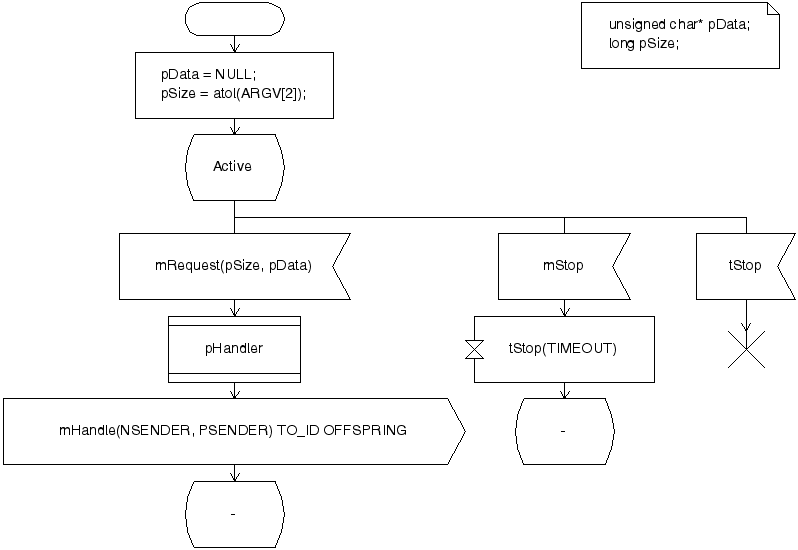 unsigned char* pData;
long pSize;
pData = NULL;
pSize = atol(ARGV[2]);
Active
mRequest(pSize, pData)
mStop
tStop
pHandler
tStop(TIMEOUT)
mHandle(NSENDER, PSENDER) TO_ID OFFSPRING
-
-